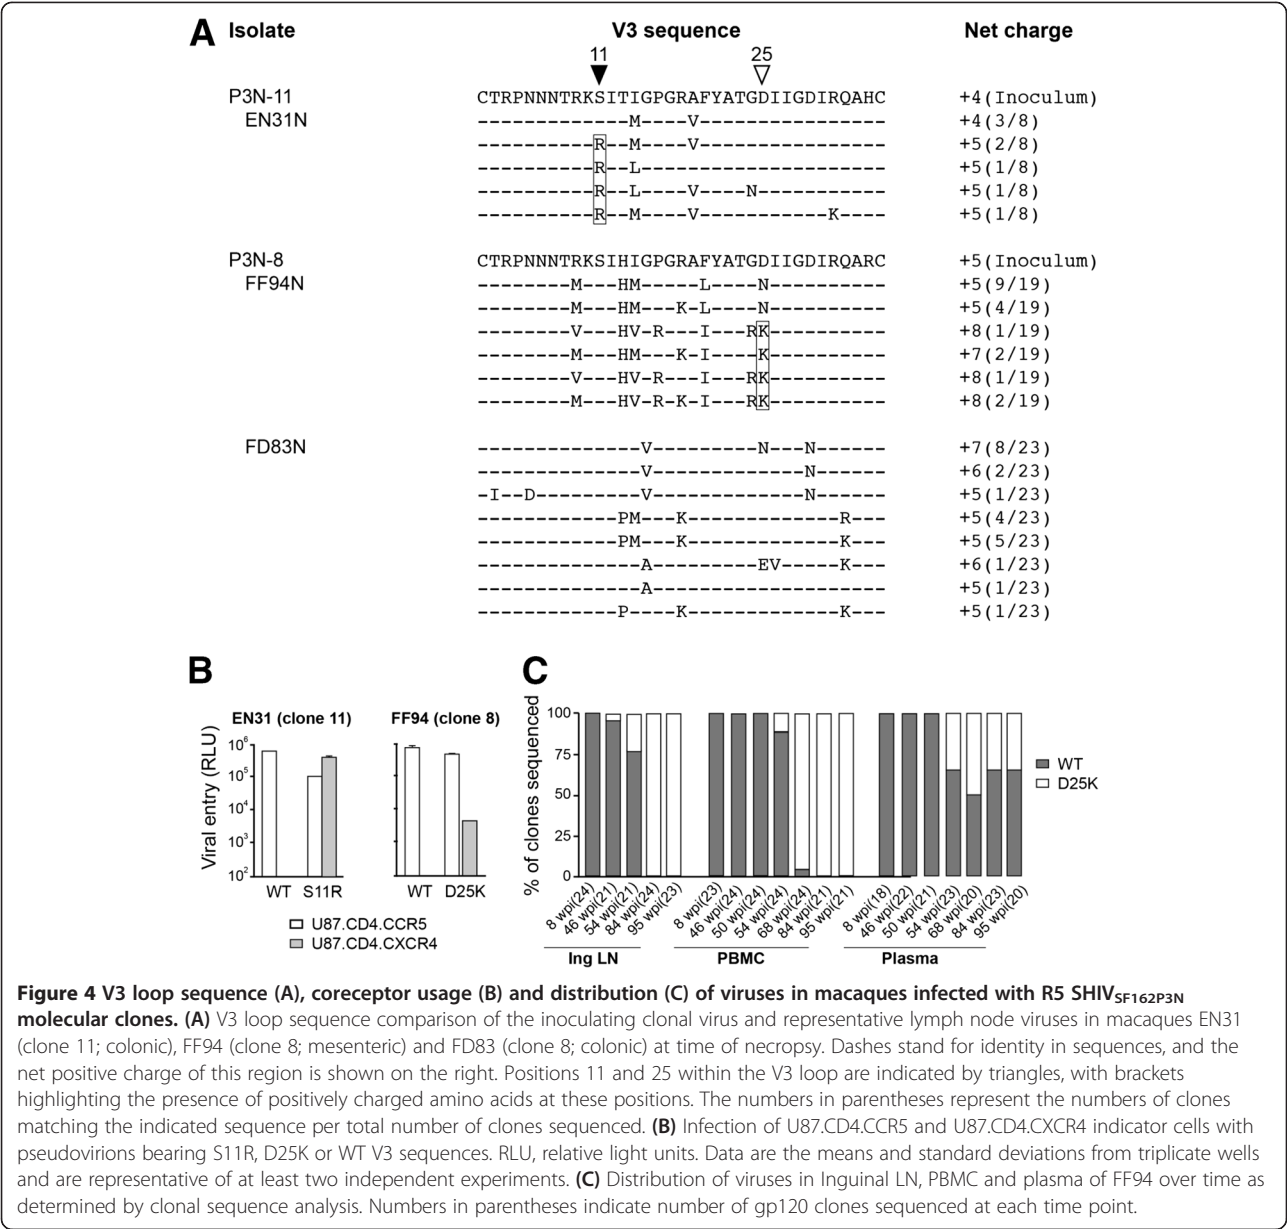 A Isolate V3 sequence Net charge
11 25
P3N-11 CTRPNNNTRKSITIGPGRAFYATGDIIGDIRQAHC +4(Inoculum)
EN31N -------------M----V---------------- +4(3/8)
----------R--M----V---------------- +5(2/8)
----------R--L--------------------- +5(1/8)
----------R--L----V----N----------- +5(1/8)
----------R--M----V-----------K---- +5(1/8)
P3N-8 CTRPNNNTRKSIHIGPGRAFYATGDIIGDIRQARC +5(Inoculum)
FF94N --------M---HM-----L----N---------- +5(9/19)
--------M---HM---K-L----N---------- +5(4/19)
--------V---HV-R---I---RK---------- +8(1/19)
--------M---HM---K-I----K---------- +7(2/19)
--------V---HV-R---I---RK---------- +8(1/19)
--------M---HV-R-K-I---RK---------- +8(2/19)
FD83N --------------V---------N---N------ +7(8/23)
--------------V-------------N------ +6(2/23)
-I--D---------V-------------N------ +5(1/23)
------------PM---K-------------R--- +5(4/23)
------------PM---K-------------K--- +5(5/23)
--------------A---------EV-----K--- +6(1/23)
--------------A-------------------- +5(1/23)
------------P----K-------------K--- +5(1/23)
B
EN31 (clone 11) FF94 (clone 8)
Viral entry (RLU)
10^6
10^5
10^4
10^3
10^2
WT S11R WT D25K
U87.CD4.CCR5
U87.CD4.CXCR4
C
% of clones sequenced
100
75
50
25
0
WT
D25K
8 wpi(24) 46 wpi(21) 54 wpi(21) 84 wpi(24) 95 wpi(23)
8 wpi(23) 46 wpi(24) 50 wpi(24) 54 wpi(24) 68 wpi(24) 84 wpi(21) 95 wpi(21)
8 wpi(18) 46 wpi(22) 50 wpi(21) 54 wpi(23) 68 wpi(20) 84 wpi(23) 95 wpi(20)
Ing LN PBMC Plasma
Figure 4 V3 loop sequence (A), coreceptor usage (B) and distribution (C) of viruses in macaques infected with R5 SHIVSF162P3N
molecular clones. (A) V3 loop sequence comparison of the inoculating clonal virus and representative lymph node viruses in macaques EN31
(clone 11; colonic), FF94 (clone 8; mesenteric) and FD83 (clone 8; colonic) at time of necropsy. Dashes stand for identity in sequences, and the
net positive charge of this region is shown on the right. Positions 11 and 25 within the V3 loop are indicated by triangles, with brackets
highlighting the presence of positively charged amino acids at these positions. The numbers in parentheses represent the numbers of clones
matching the indicated sequence per total number of clones sequenced. (B) Infection of U87.CD4.CCR5 and U87.CD4.CXCR4 indicator cells with
pseudovirions bearing S11R, D25K or WT V3 sequences. RLU, relative light units. Data are the means and standard deviations from triplicate wells
and are representative of at least two independent experiments. (C) Distribution of viruses in Inguinal LN, PBMC and plasma of FF94 over time as
determined by clonal sequence analysis. Numbers in parentheses indicate number of gp120 clones sequenced at each time point.